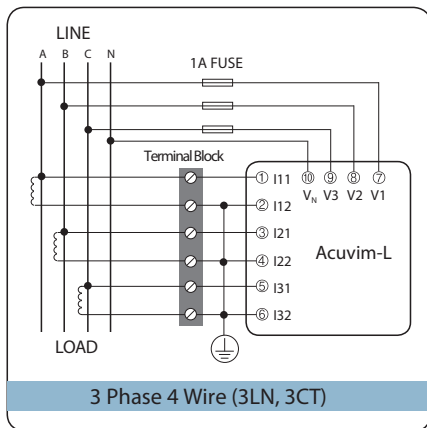 LINE
A B C N
1A FUSE
Terminal Block
① I11
② I12
③ I21
④ I22
⑤ I31
⑥ I32
⑩ ⑨ ⑧ ⑦
VN V3 V2 V1
Acuvim-L
LOAD
3 Phase 4 Wire (3LN, 3CT)